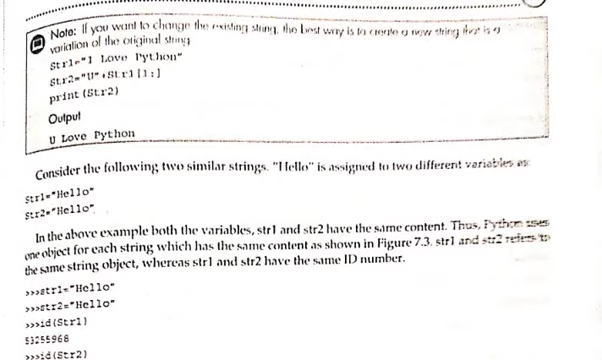 Note: If you want to change the existing string, the best way is to create a new string that is a
variation of the original string
Str1="I Love Python"
Str2="U"+Str1[1:]
print (Str2)
Output
U Love Python
Consider the following two similar strings. "Hello" is assigned to two different variables as:
Str1="Hello"
Str2="Hello"
In the above example both the variables, str1 and str2 have the same content. Thus, Python uses
one object for each string which has the same content as shown in Figure 7.3. str1 and str2 refers to
the same string object, whereas str1 and str2 have the same ID number.
>>>str1="Hello"
>>>str2="Hello"
>>>id(Str1)
53255968
>>>id(Str2)